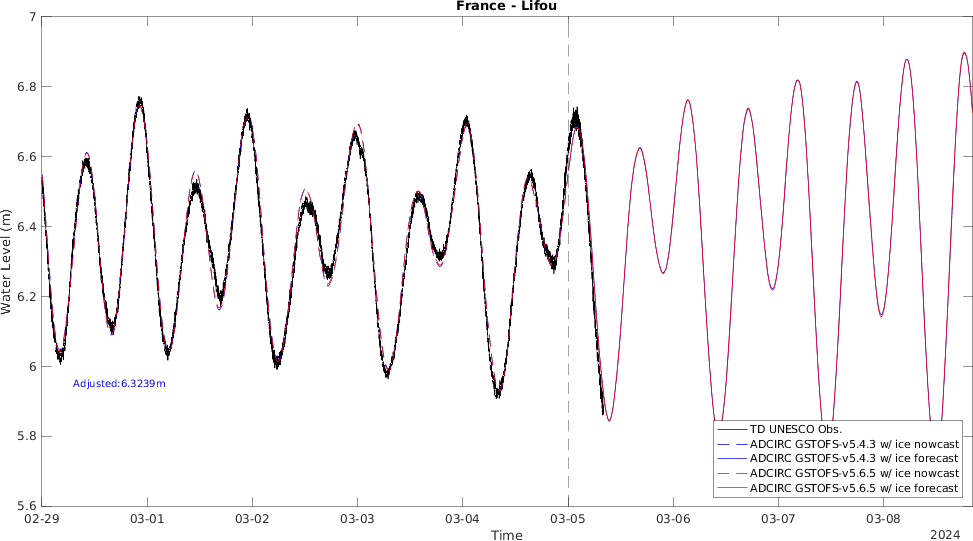 France - Lifou
7
6.8
6.6
6.4
6.2
6
5.8
5.6
Water Level (m)
Adjusted:6.3239m
TD UNESCO Obs.
ADCIRC GSTOFS-v5.4.3 w/ ice nowcast
ADCIRC GSTOFS-v5.4.3 w/ ice forecast
ADCIRC GSTOFS-v5.6.5 w/ ice nowcast
ADCIRC GSTOFS-v5.6.5 w/ ice forecast
02-29 03-01 03-02 03-03 03-04 03-05 03-06 03-07 03-08
Time
2024